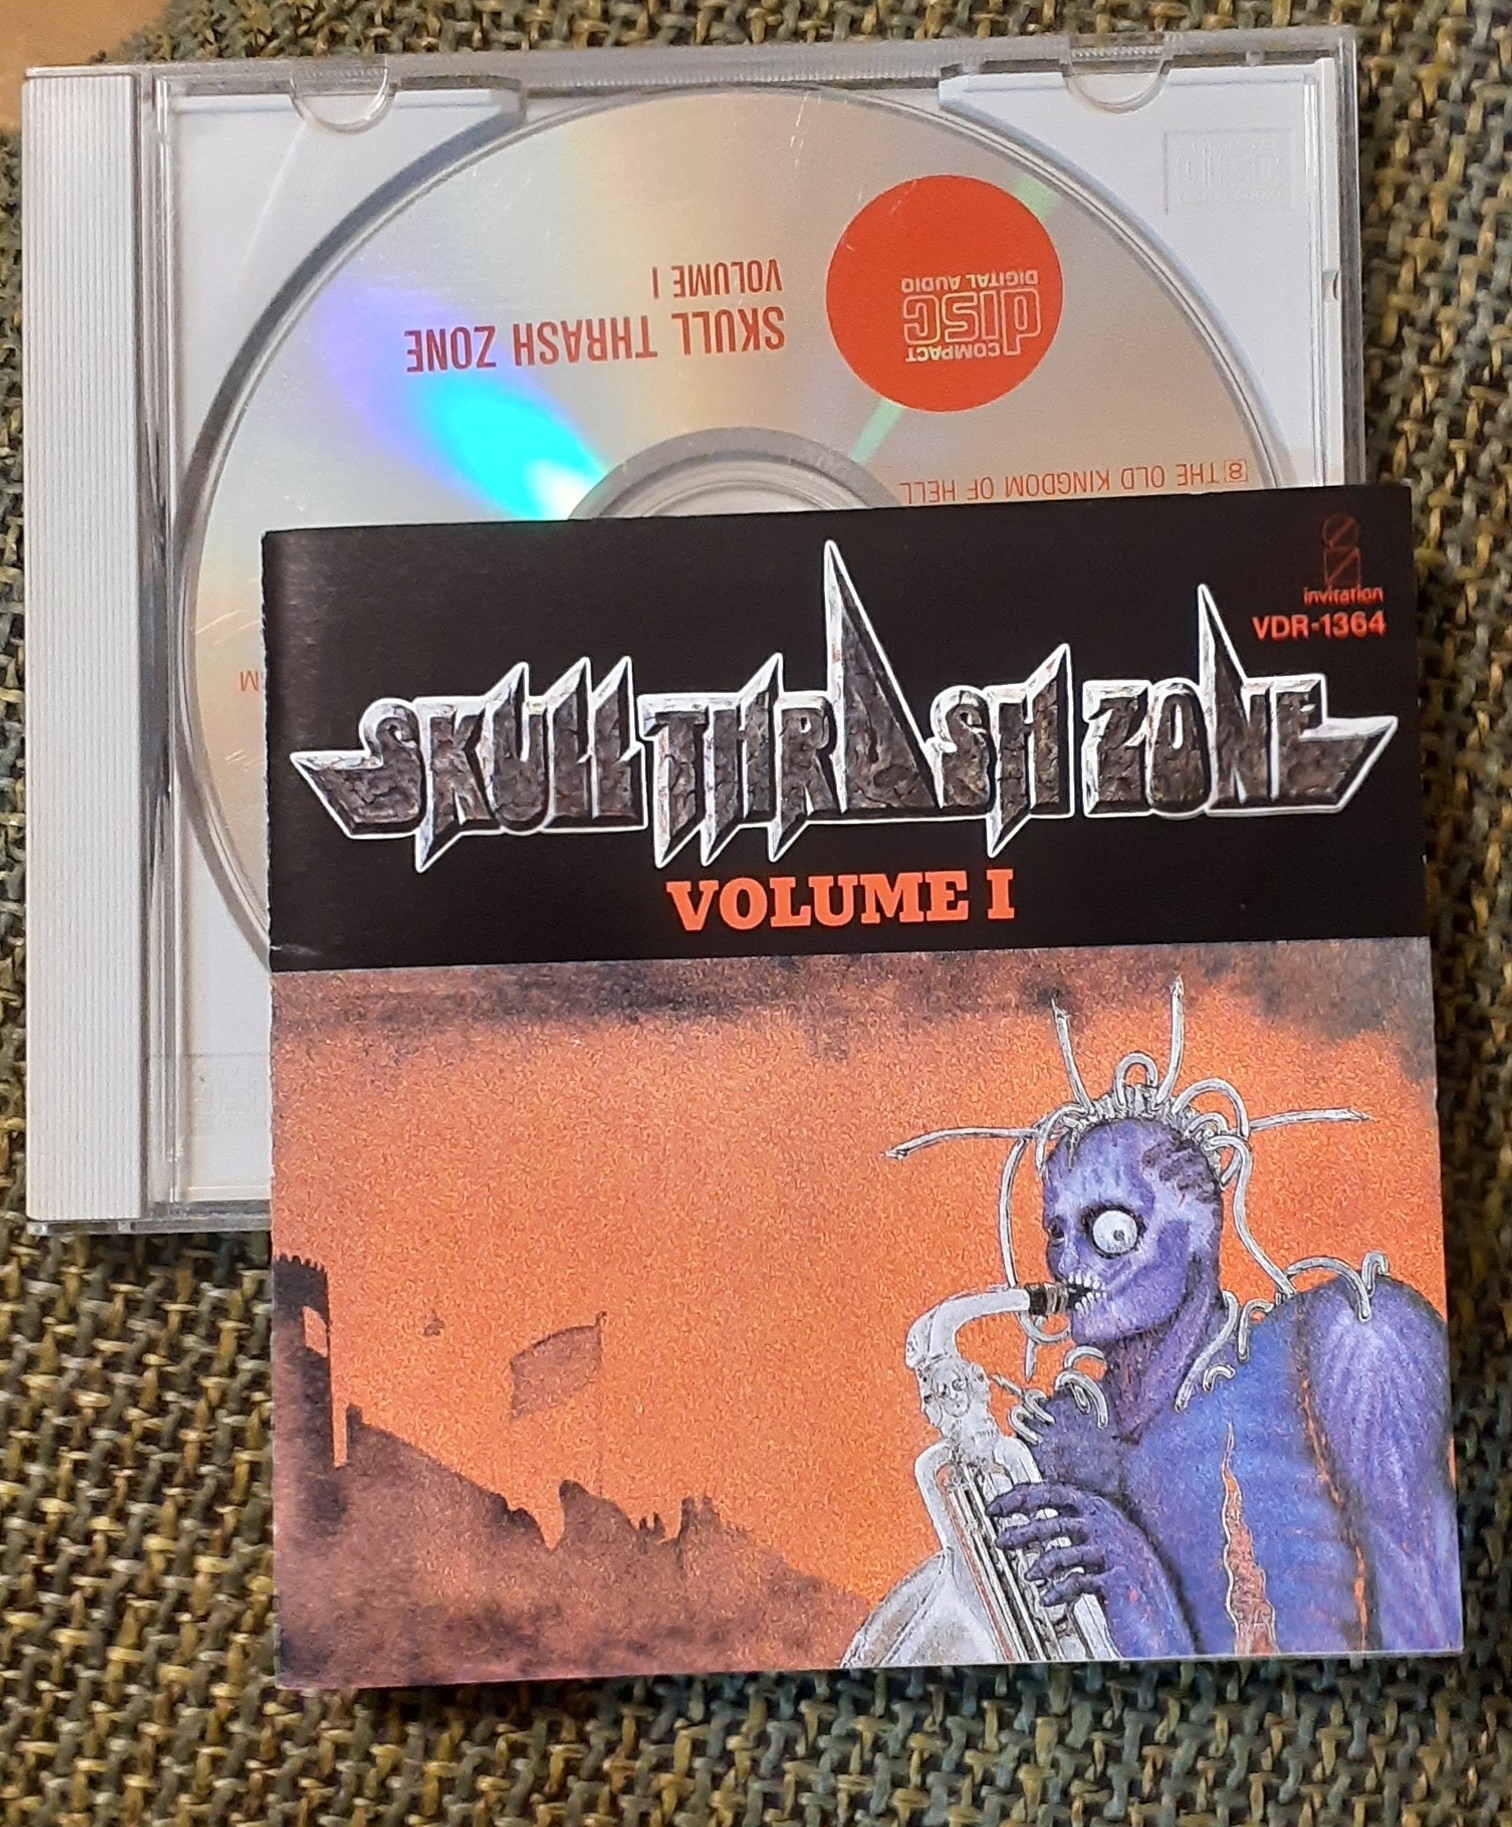 SKULL THRASH ZONE
VOLUME I
COMPACT
disc
DIGITAL AUDIO
8 THE OLD KINGDOM OF HELL
SM
invitation
VDR-1364
SKULL THRASH ZONE
VOLUME I